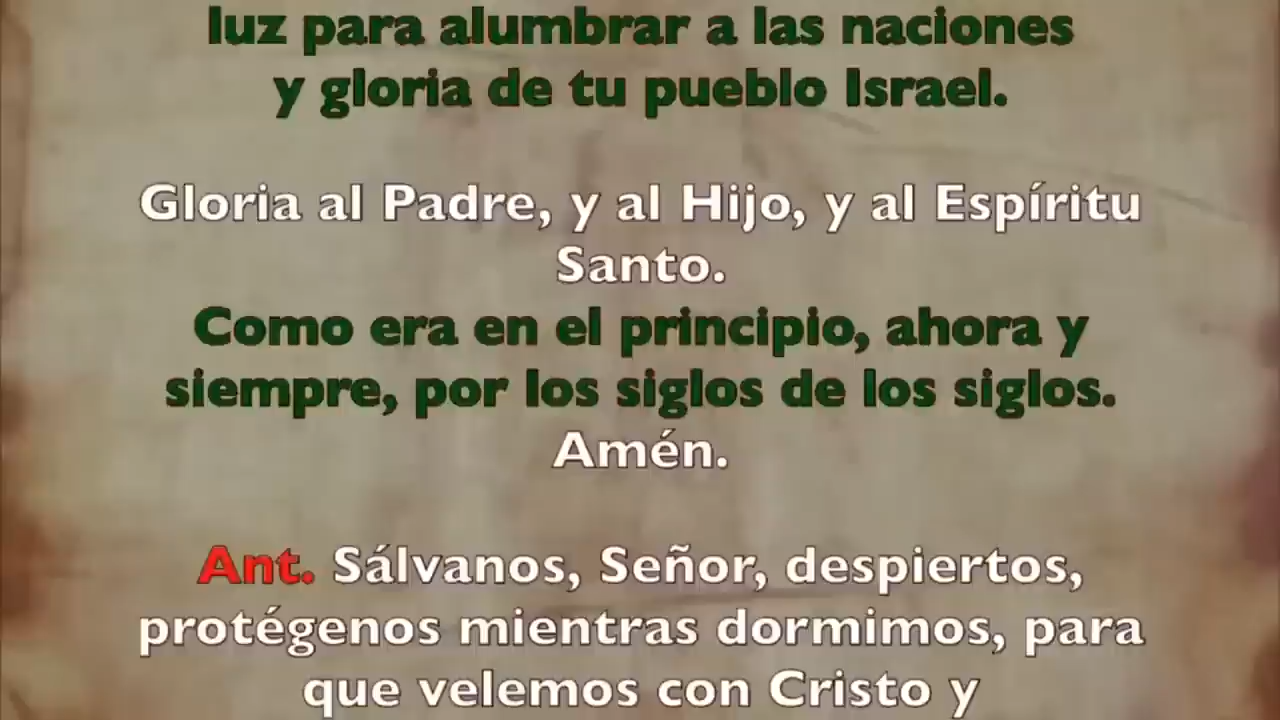 luz para alumbrar a las naciones
y gloria de tu pueblo Israel.
Gloria al Padre, y al Hijo, y al Espíritu
Santo.
Como era en el principio, ahora y
siempre, por los siglos de los siglos.
Amén.
Ant. Sálvanos, Señor, despiertos,
protégenos mientras dormimos, para
que velemos con Cristo y